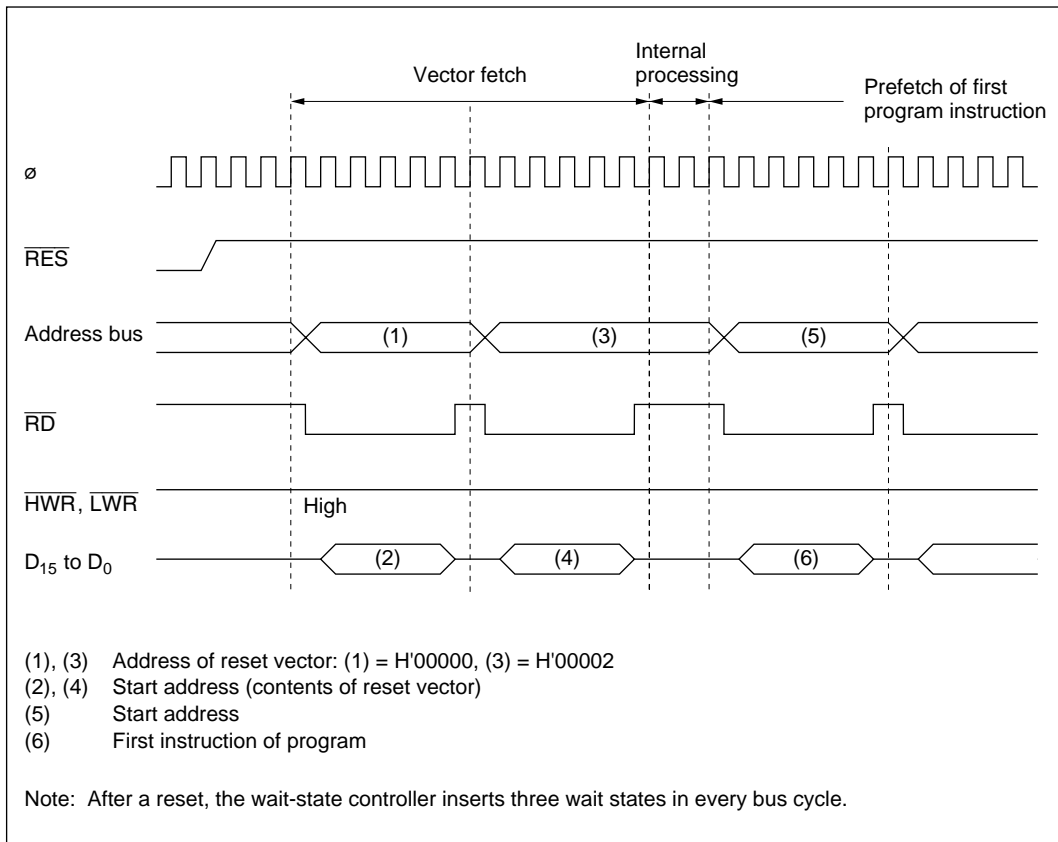 Vector fetch
Internal
processing
Prefetch of first
program instruction
ø
RES
Address bus
(1)
(3)
(5)
RD
HWR, LWR
High
D15 to D0
(2)
(4)
(6)
(1), (3) Address of reset vector: (1) = H'00000, (3) = H'00002
(2), (4) Start address (contents of reset vector)
(5) Start address
(6) First instruction of program
Note: After a reset, the wait-state controller inserts three wait states in every bus cycle.